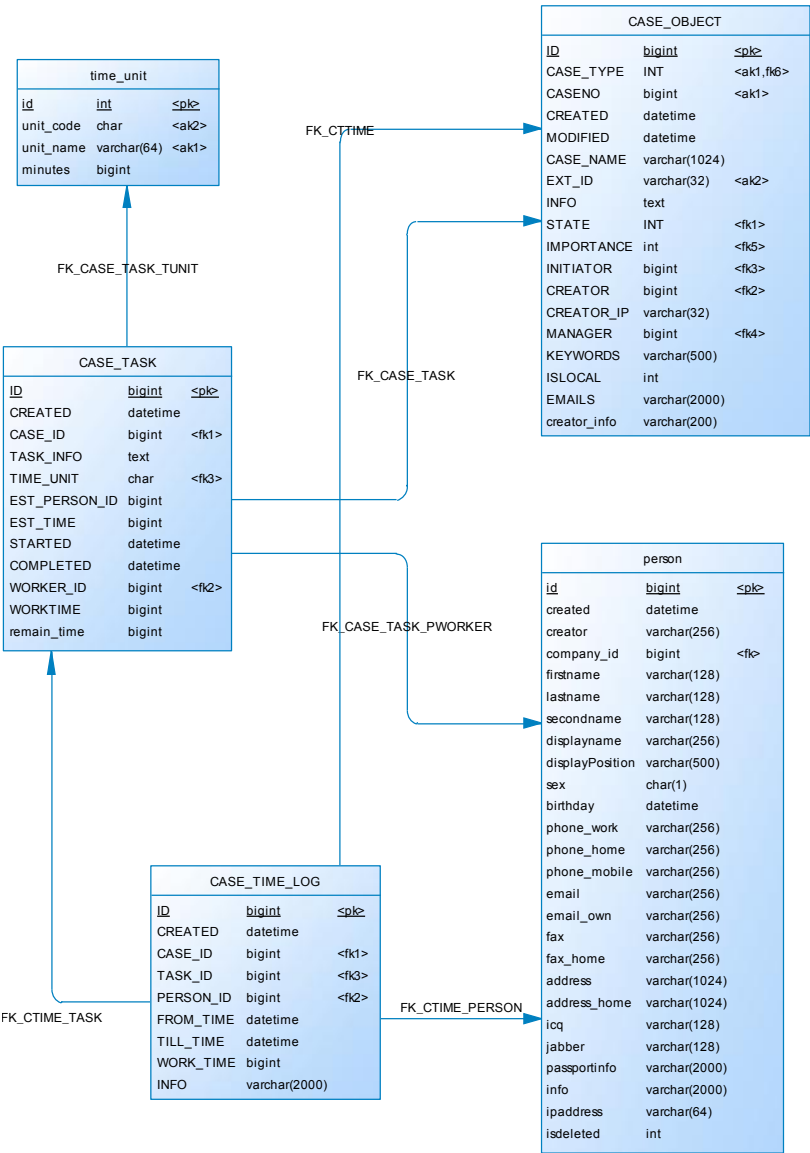 CASE_OBJECT
ID bigint <pk>
CASE_TYPE INT <ak1,fk6>
CASENO bigint <ak1>
CREATED datetime
MODIFIED datetime
CASE_NAME varchar(1024)
EXT_ID varchar(32) <ak2>
INFO text
STATE INT <fk1>
IMPORTANCE int <fk5>
INITIATOR bigint <fk3>
CREATOR bigint <fk2>
CREATOR_IP varchar(32)
MANAGER bigint <fk4>
KEYWORDS varchar(500)
ISLOCAL int
EMAILS varchar(2000)
creator_info varchar(200)
time_unit
id int <pk>
unit_code char <ak2>
unit_name varchar(64) <ak1>
minutes bigint
FK_CTTIME
FK_CASE_TASK_TUNIT
FK_CASE_TASK
CASE_TASK
ID bigint <pk>
CREATED datetime
CASE_ID bigint <fk1>
TASK_INFO text
TIME_UNIT char <fk3>
EST_PERSON_ID bigint
EST_TIME bigint
STARTED datetime
COMPLETED datetime
WORKER_ID bigint <fk2>
WORKTIME bigint
remain_time bigint
FK_CASE_TASK_PWORKER
person
id bigint <pk>
created datetime
creator varchar(256)
company_id bigint <fk>
firstname varchar(128)
lastname varchar(128)
secondname varchar(128)
displayname varchar(256)
displayPosition varchar(500)
sex char(1)
birthday datetime
phone_work varchar(256)
phone_home varchar(256)
phone_mobile varchar(256)
email varchar(256)
email_own varchar(256)
fax varchar(256)
fax_home varchar(256)
address varchar(1024)
address_home varchar(1024)
icq varchar(128)
jabber varchar(128)
passportinfo varchar(2000)
info varchar(2000)
ipaddress varchar(64)
isdeleted int
CASE_TIME_LOG
ID bigint <pk>
CREATED datetime
CASE_ID bigint <fk1>
TASK_ID bigint <fk3>
PERSON_ID bigint <fk2>
FROM_TIME datetime
TILL_TIME datetime
WORK_TIME bigint
INFO varchar(2000)
FK_CTIME_TASK
FK_CTIME_PERSON